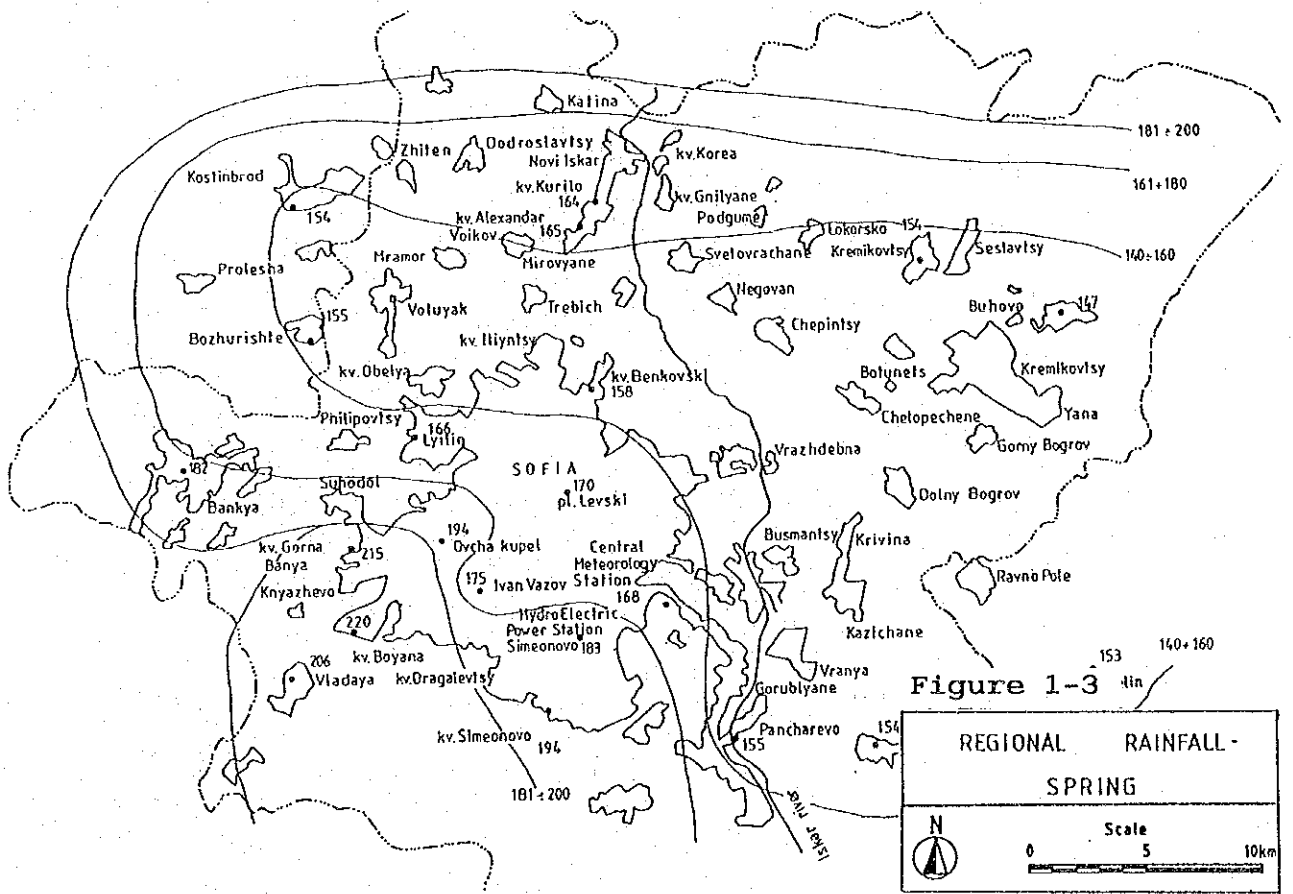 Katina
181÷200
Zhiten
Dodroslavtsy
Novi Iskar
kv.Korea
Kostinbrod
161÷180
kv.Kurilo
164
kv.Gnilyane
Podgume
154
kv.Alexandar
Voikov
165
Lokorsko
154
Kremikovtsy
Seslavtsy
140÷160
Mramor
Mirovyane
Svetovrachane
Prolesha
Negovan
Voluyak
Trebich
Buhovo
147
155
Chepintsy
Bozhurishte
kv.Iliyntsy
kv.Obelya
kv.Benkovski
158
Botunets
Kremikovtsy
Chelopechene
Yana
Philipovtsy
166
Lyilin
Gorny Bogrov
Vrazhdebna
182
SOFIA
170
pl.Levski
Dolny Bogrov
Bankya
Suhodol
194
Ovcha kupel
Central
Meteorology
Station
168
Busmantsy
Krivina
kv.Gorna
Banya
215
Ravno Pole
Knyazhevo
175
Ivan Vazov
HydroElectric
Power Station
Simeonovo
183
Kazichane
220
kv.Boyana
206
Vladaya
kv.Dragalevtsy
Vranya
153
140÷160
Gorublyane
Figure 1-3
lin
Pancharevo
155
154
kv.Simeonovo
194
181÷200
Iskar river
REGIONAL RAINFALL-
SPRING
N
Scale
0 5 10km